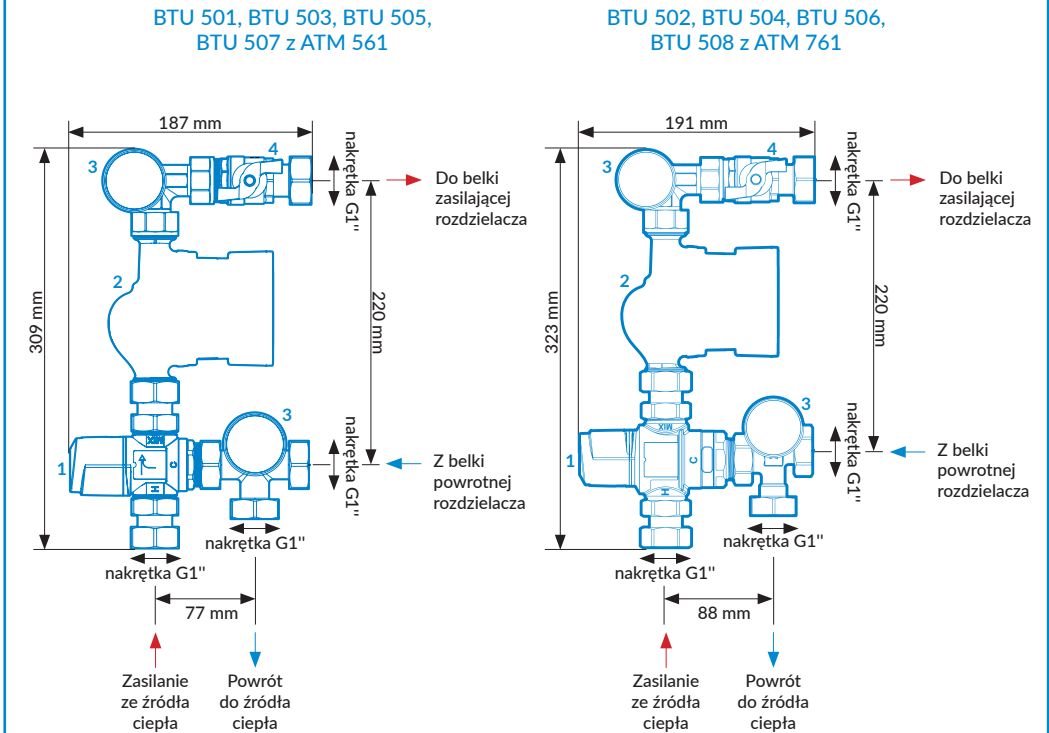 BTU 501, BTU 503, BTU 505,
BTU 507 z ATM 561
187 mm
3
4
nakrętka G1"
Do belki
zasilającej
rozdzielacza
2
309 mm
220 mm
3
1
MIX
C
H
nakrętka G1"
Z belki
powrotnej
rozdzielacza
nakrętka G1"
nakrętka G1"
77 mm
Zasilanie
ze źródła
ciepła
Powrót
do źródła
ciepła
BTU 502, BTU 504, BTU 506,
BTU 508 z ATM 761
191 mm
3
4
nakrętka G1"
Do belki
zasilającej
rozdzielacza
2
323 mm
220 mm
3
1
MIX
C
H
nakrętka G1"
Z belki
powrotnej
rozdzielacza
nakrętka G1"
nakrętka G1"
88 mm
Zasilanie
ze źródła
ciepła
Powrót
do źródła
ciepła